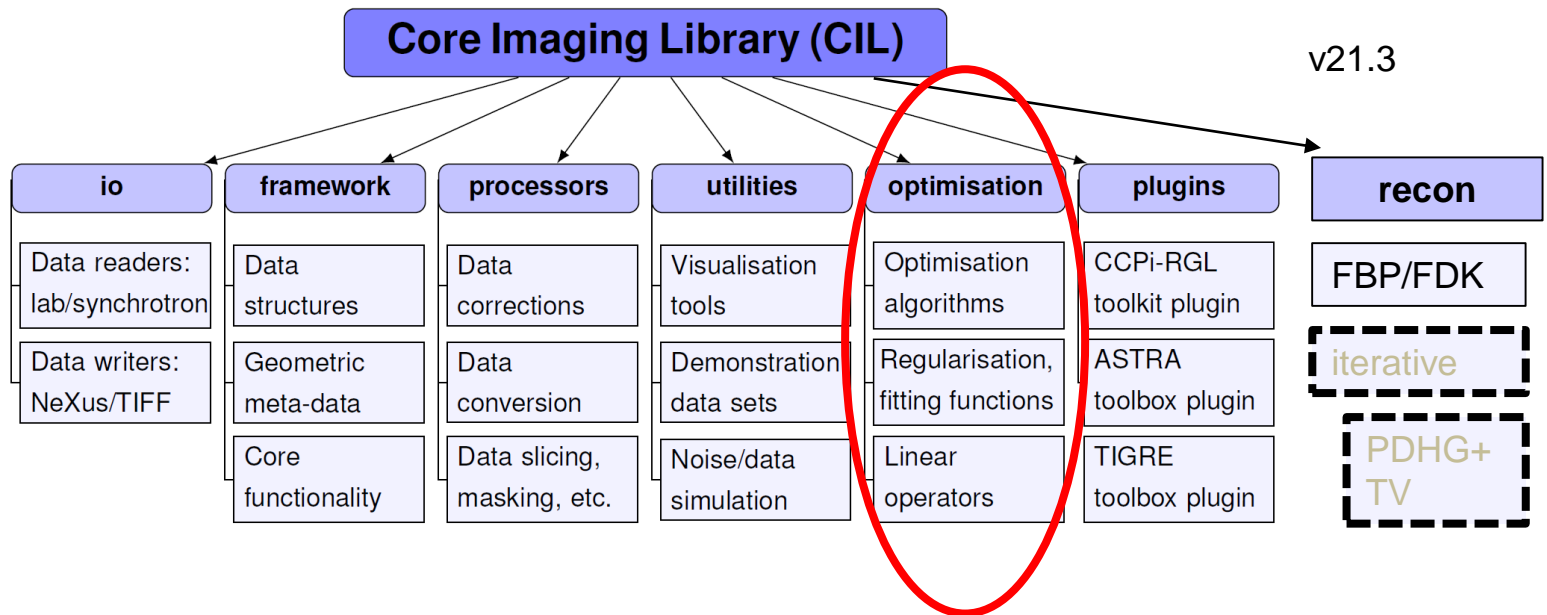 Core Imaging Library (CIL)
v21.3
io
Data readers:
lab/synchrotron
Data writers:
NeXus/TIFF
framework
Data
structures
Geometric
meta-data
Core
functionality
processors
Data
corrections
Data
conversion
Data slicing,
masking, etc.
utilities
Visualisation
tools
Demonstration
data sets
Noise/data
simulation
optimisation
Optimisation
algorithms
Regularisation,
fitting functions
Linear
operators
plugins
CCPi-RGL
toolkit plugin
ASTRA
toolbox plugin
TIGRE
toolbox plugin
recon
FBP/FDK
iterative
PDHG+
TV